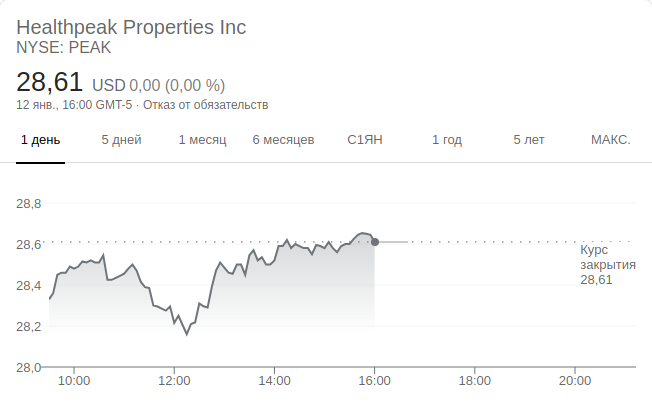 Healthpeak Properties Inc
NYSE: PEAK
28,61 USD 0,00 (0,00 %)
12 янв., 16:00 GMT-5 · Отказ от обязательств
1 день 5 дней 1 месяц 6 месяцев С1ЯН 1 год 5 лет МАКС.
28,8
28,6
Курс
закрытия
28,61
28,4
28,2
28,0
10:00 12:00 14:00 16:00 18:00 20:00